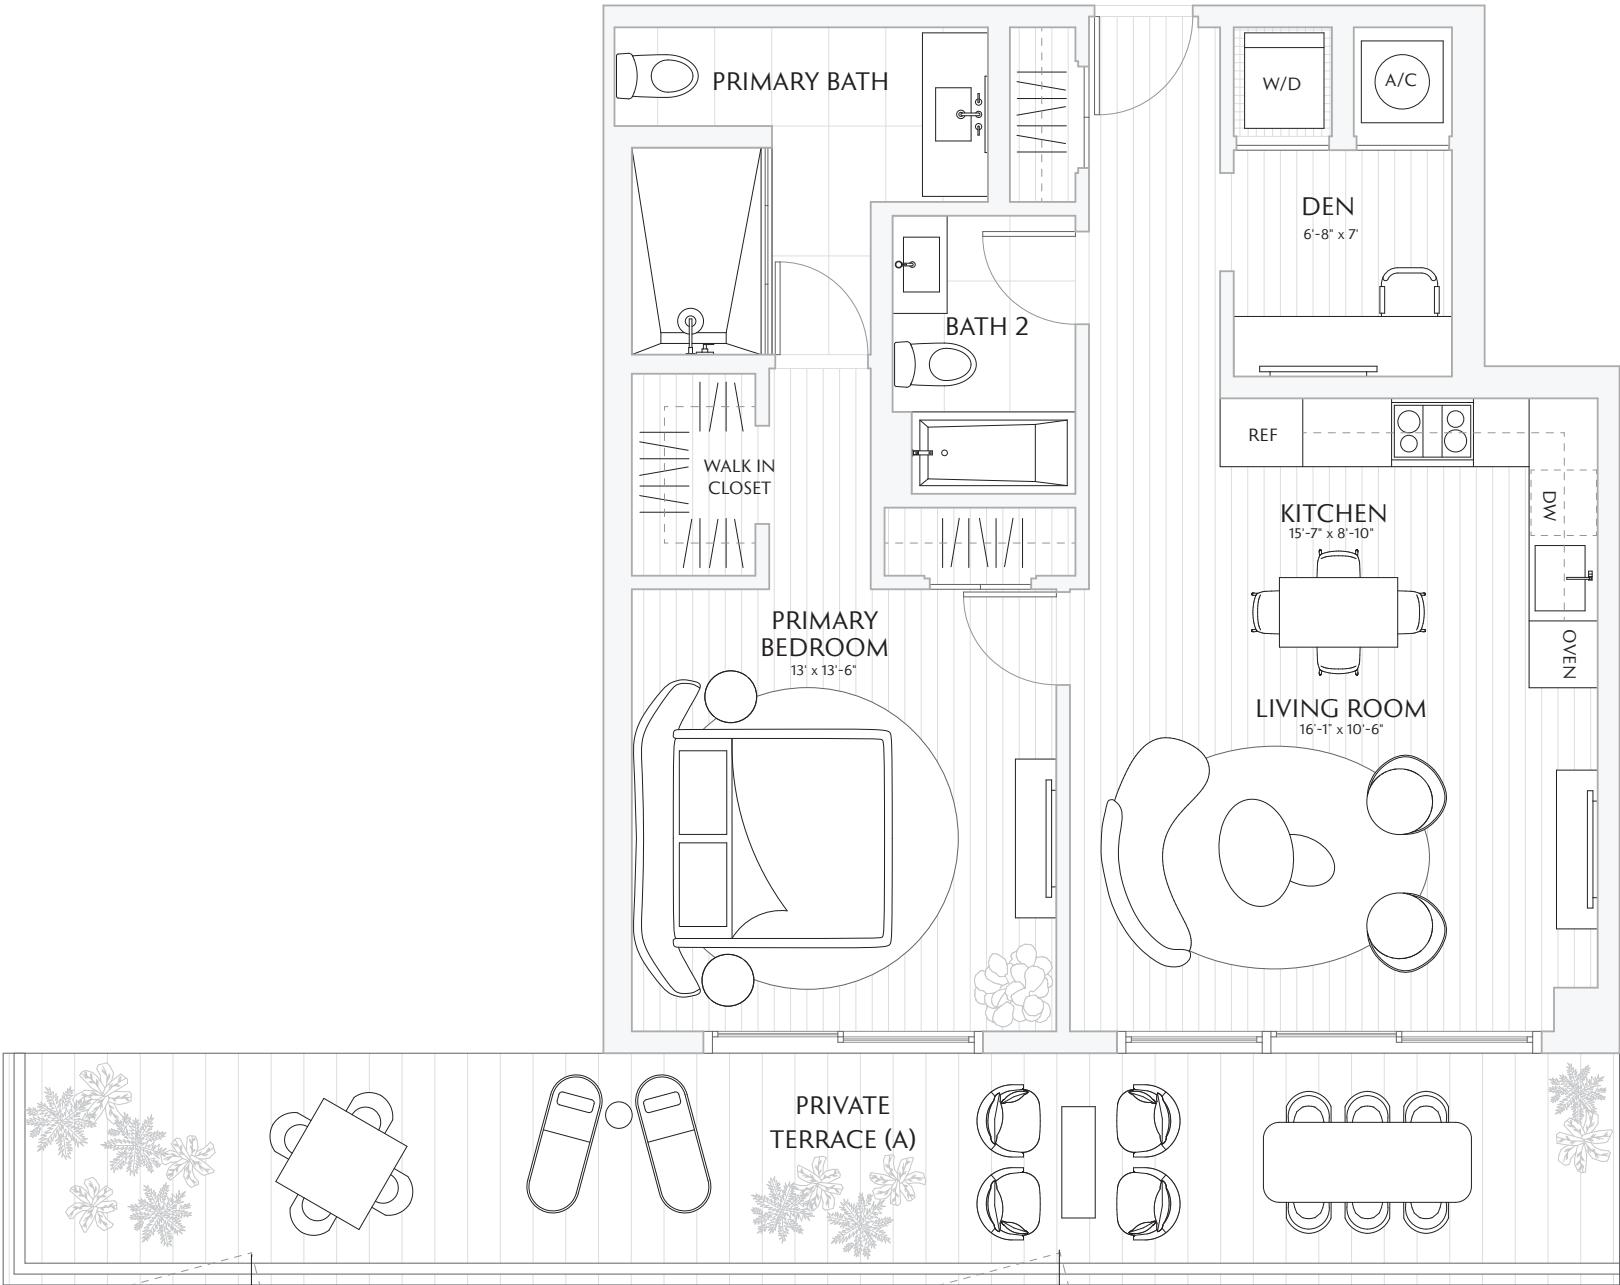 PRIMARY BATH
W/D
A/C
DEN
6'-8" x 7'
BATH 2
REF
WALK IN
CLOSET
DW
KITCHEN
15'-7" x 8'-10"
OVEN
PRIMARY
BEDROOM
13' x 13'-6"
LIVING ROOM
16'-1" x 10'-6"
PRIVATE
TERRACE (A)